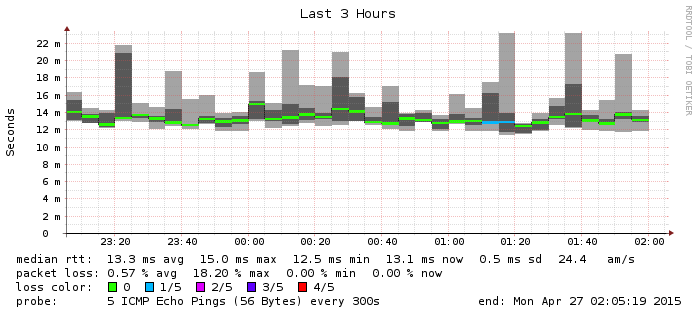 Last 3 Hours
RRDTOOL / TOBI OETIKER
Seconds
22 m
20 m
18 m
16 m
14 m
12 m
10 m
8 m
6 m
4 m
2 m
0
23:20 23:40 00:00 00:20 00:40 01:00 01:20 01:40 02:00
median rtt: 13.3 ms avg 15.0 ms max 12.5 ms min 13.1 ms now 0.5 ms sd 24.4 am/s
packet loss: 0.57 % avg 18.20 % max 0.00 % min 0.00 % now
loss color: 0 1/5 2/5 3/5 4/5
probe: 5 ICMP Echo Pings (56 Bytes) every 300s end: Mon Apr 27 02:05:19 2015